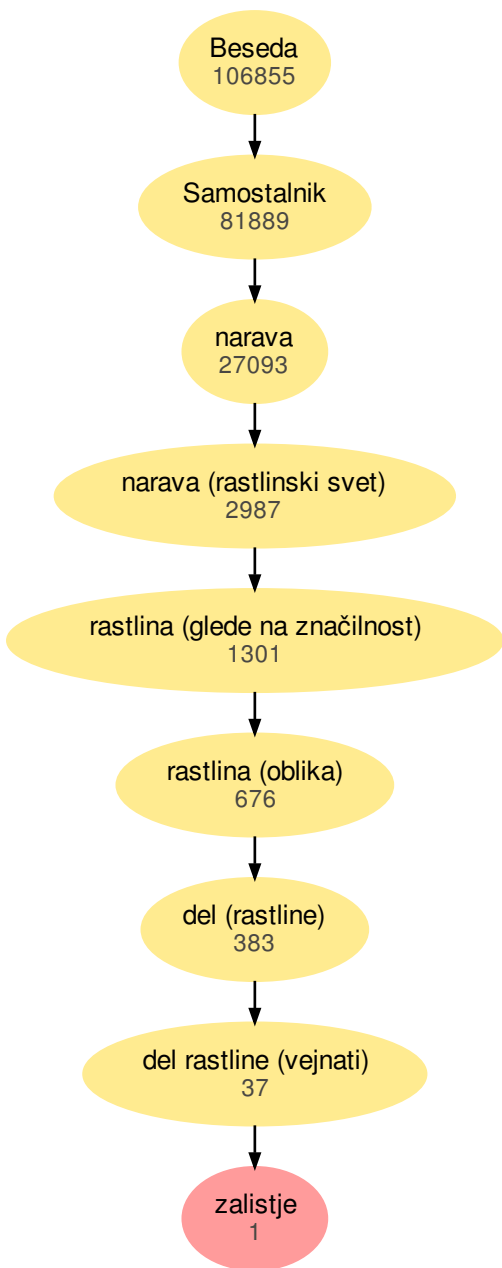 Beseda
106855
Samostalnik
81889
narava
27093
narava (rastlinski svet)
2987
rastlina (glede na značilnost)
1301
rastlina (oblika)
676
del (rastline)
383
del rastline (vejnati)
37
zalistje
1